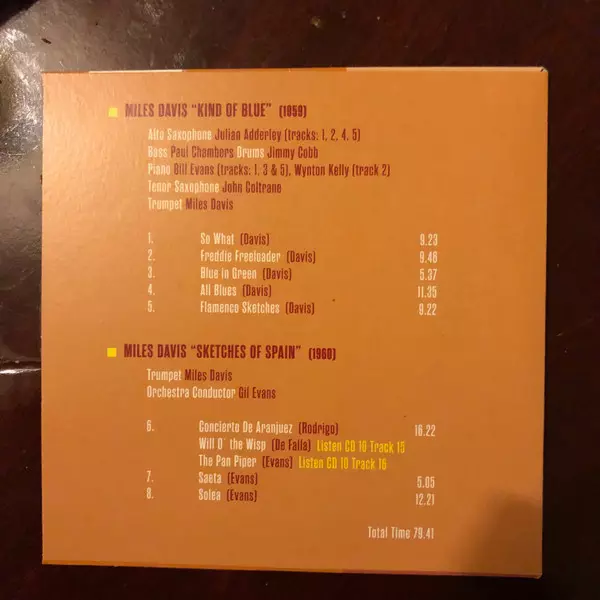 MILES DAVIS "KIND OF BLUE" (1959)
Alto Saxophone Julian Adderley (tracks: 1, 2, 4, 5)
Bass Paul Chambers Drums Jimmy Cobb
Piano Bill Evans (tracks: 1, 3 & 5), Wynton Kelly (track 2)
Tenor Saxophone John Coltrane
Trumpet Miles Davis
1. So What (Davis) 9.23
2. Freddie Freeloader (Davis) 9.46
3. Blue In Green (Davis) 5.37
4. All Blues (Davis) 11.35
5. Flamenco Sketches (Davis) 9.22
MILES DAVIS "SKETCHES OF SPAIN" (1960)
Trumpet Miles Davis
Orchestra Conductor Gil Evans
6. Concierto De Aranjuez (Rodrigo) 16.22
Will O' the Wisp (De Falla) Listen CD 10 Track 15
The Pan Piper (Evans) Listen CD 10 Track 16
7. Saeta (Evans) 5.05
8. Solea (Evans) 12.21
Total Time 79.41